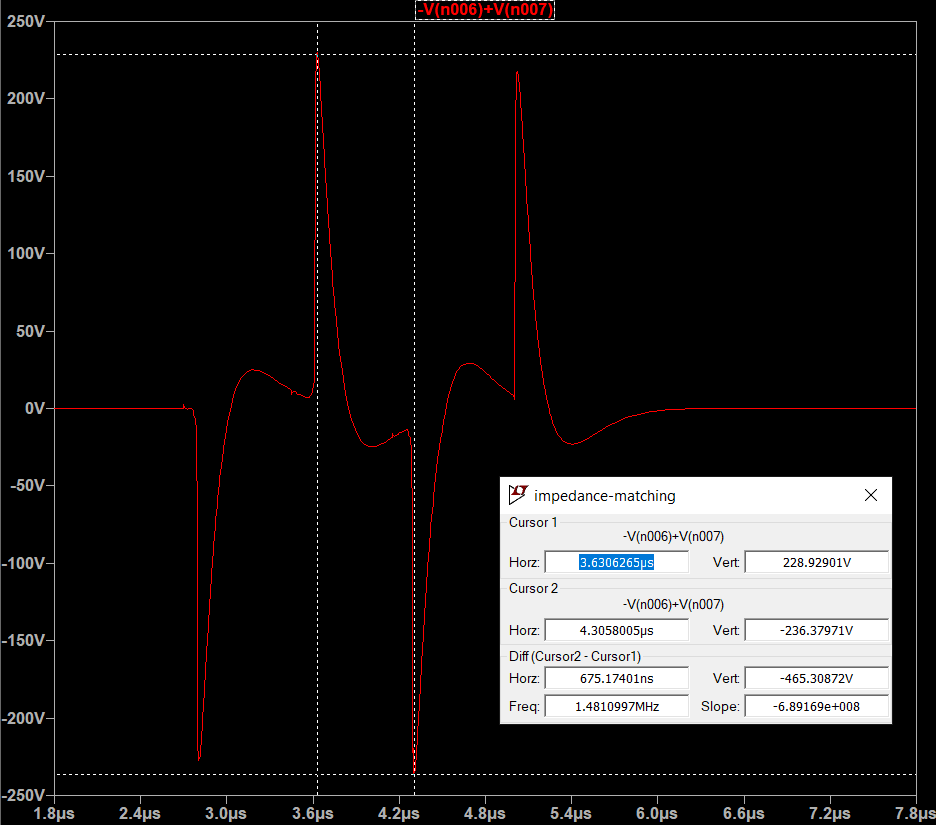 -V(n006)+V(n007)
250V
200V
150V
100V
50V
0V
-50V
-100V
-150V
-200V
-250V
1.8µs 2.4µs 3.0µs 3.6µs 4.2µs 4.8µs 5.4µs 6.0µs 6.6µs 7.2µs 7.8µs
impedance-matching
Cursor 1
-V(n006)+V(n007)
Horz: 3.6306265µs Vert: 228.92901V
Cursor 2
-V(n006)+V(n007)
Horz: 4.3058005µs Vert: -236.37971V
Diff (Cursor2 - Cursor1)
Horz: 675.17401ns Vert: -465.30872V
Freq: 1.4810997MHz Slope: -6.89169e+008